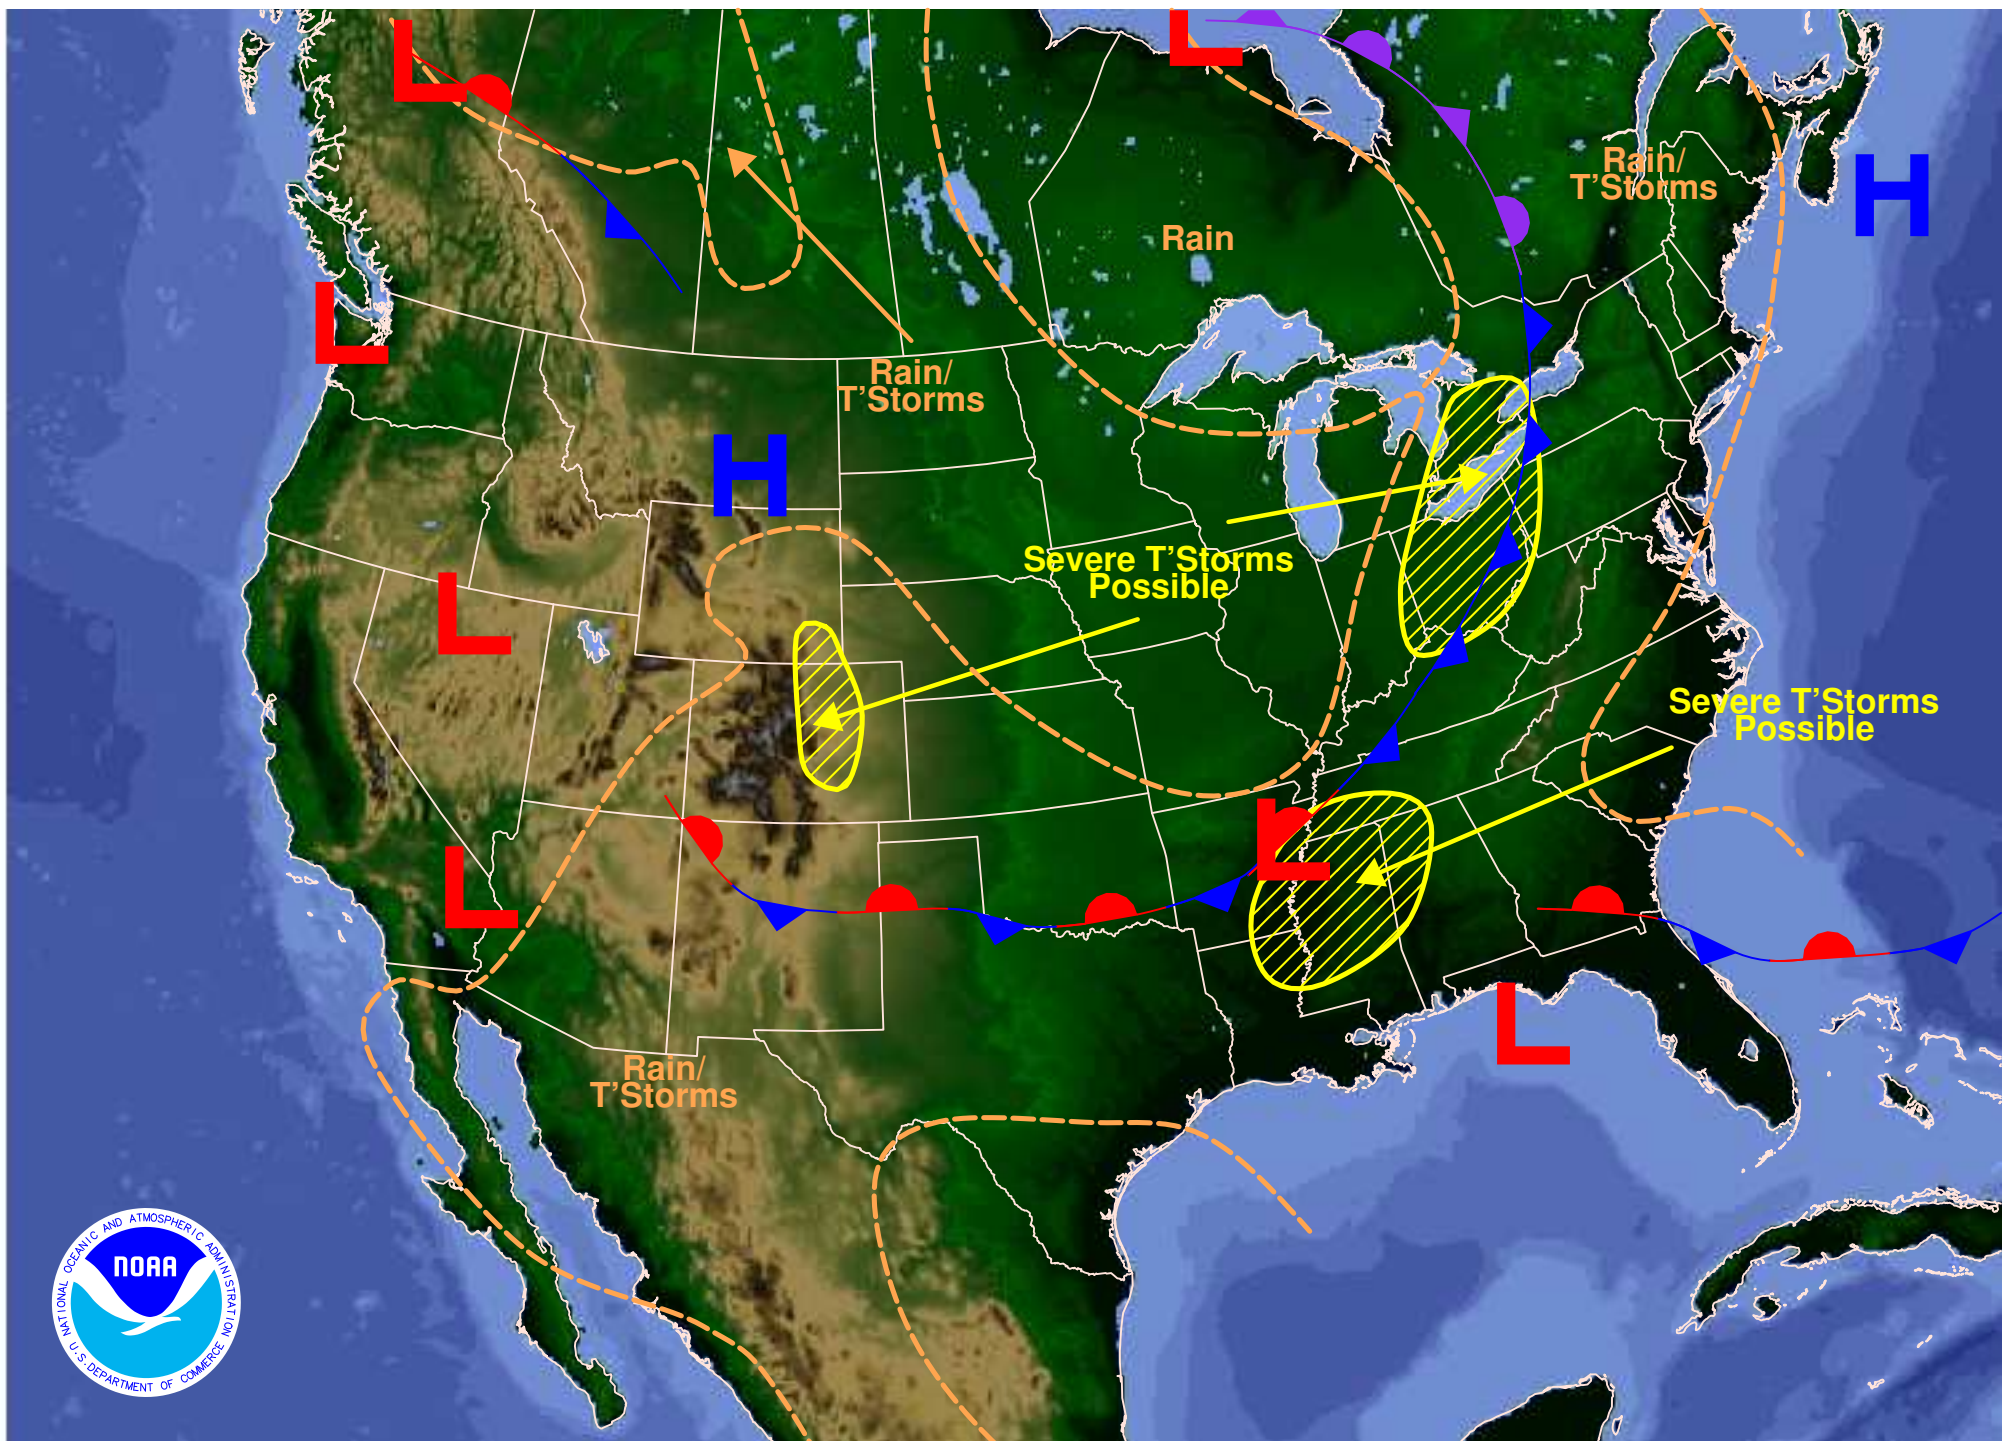 L
L
Rain/
T'Storms
H
Rain
L
Rain/
T'Storms
H
Severe T'Storms
Possible
L
Severe T'Storms
Possible
L
L
L
Rain/
T'Storms
NATIONAL OCEANIC AND ATMOSPHERIC ADMINISTRATION
NOAA
U.S. DEPARTMENT OF COMMERCE